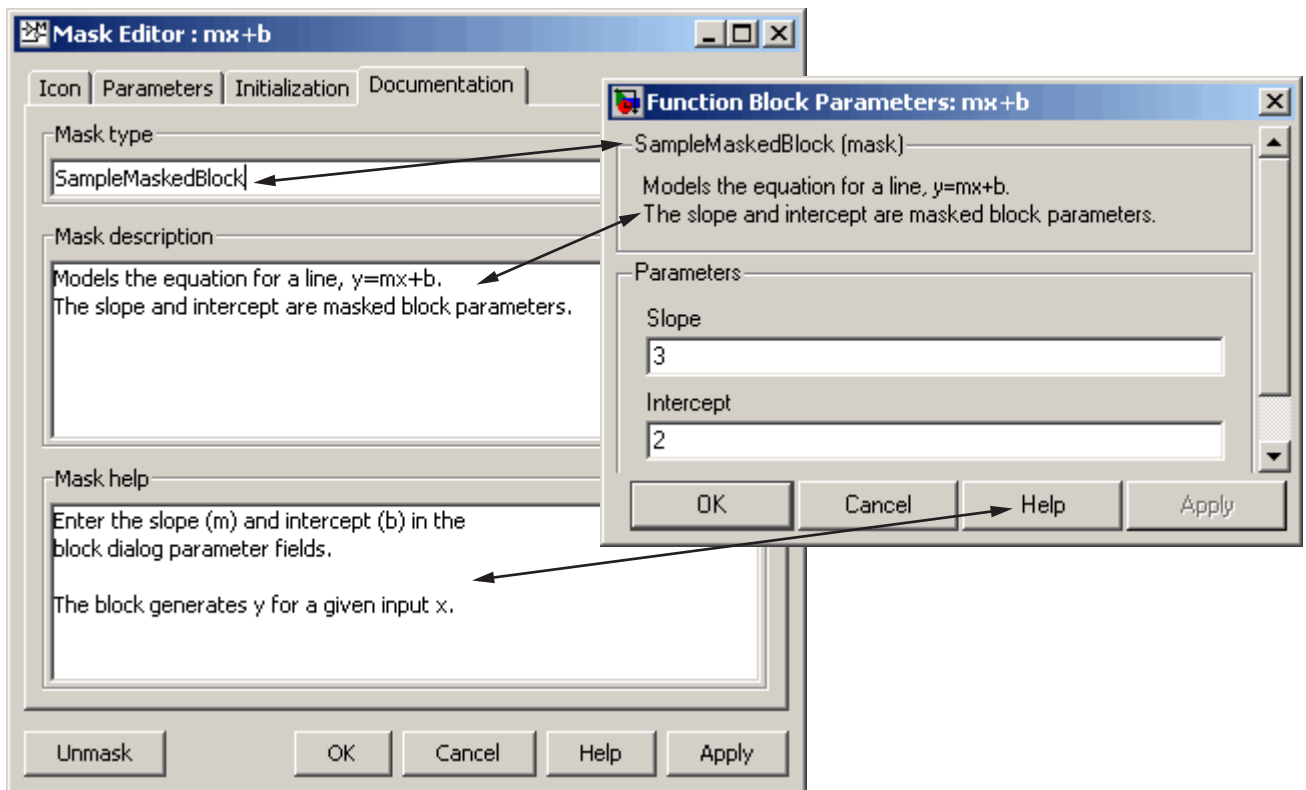 Mask Editor : mx+b
Icon Parameters Initialization Documentation
Mask type
SampleMaskedBlock
Mask description
Models the equation for a line, y=mx+b.
The slope and intercept are masked block parameters.
Mask help
Enter the slope (m) and intercept (b) in the
block dialog parameter fields.
The block generates y for a given input x.
Unmask OK Cancel Help Apply
Function Block Parameters: mx+b
SampleMaskedBlock (mask)
Models the equation for a line, y=mx+b.
The slope and intercept are masked block parameters.
Parameters
Slope
3
Intercept
2
OK Cancel Help Apply